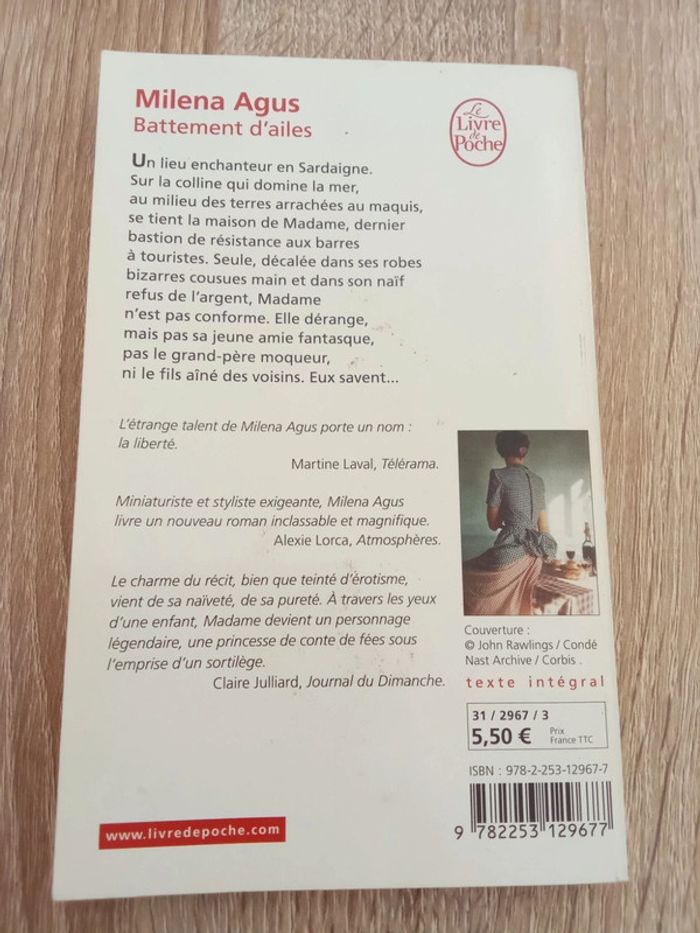 Milena Agus
Battement d'ailes
Le
Livre
de
Poche
Un lieu enchanteur en Sardaigne.
Sur la colline qui domine la mer,
au milieu des terres arrachées au maquis,
se tient la maison de Madame, dernier
bastion de résistance aux barres
à touristes. Seule, décalée dans ses robes
bizarres cousues main et dans son naïf
refus de l'argent, Madame
n'est pas conforme. Elle dérange,
mais pas sa jeune amie fantasque,
pas le grand-père moqueur,
ni le fils aîné des voisins. Eux savent...
L'étrange talent de Milena Agus porte un nom :
la liberté.
Martine Laval, Télérama.
Miniaturiste et styliste exigeante, Milena Agus
livre un nouveau roman inclassable et magnifique.
Alexie Lorca, Atmosphères.
Le charme du récit, bien que teinté d'érotisme,
vient de sa naïveté, de sa pureté. À travers les yeux
d'une enfant, Madame devient un personnage
légendaire, une princesse de conte de fées sous
l'emprise d'un sortilège.
Claire Julliard, Journal du Dimanche.
Couverture :
© John Rawlings / Condé
Nast Archive / Corbis .
texte intégral
31 / 2967 / 3
5,50 € Prix
France TTC
ISBN : 978-2-253-12967-7
9 782253 129677
www.livredepoche.com